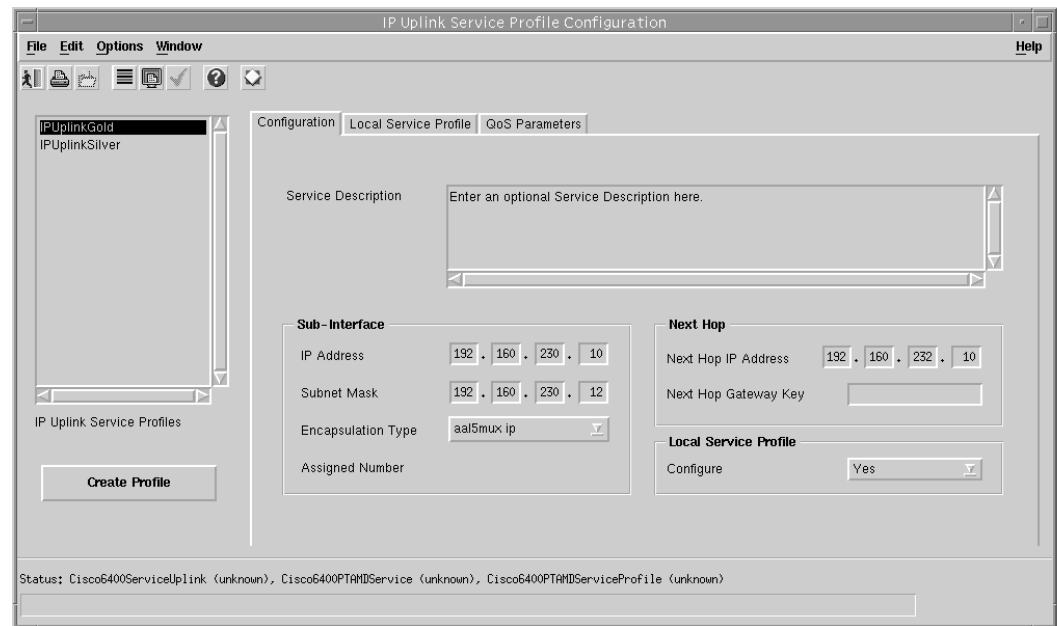 IP Uplink Service Profile Configuration
File Edit Options Window Help
IPUplinkGold
IPUplinkSilver
IP Uplink Service Profiles
Create Profile
Configuration Local Service Profile QoS Parameters
Service Description Enter an optional Service Description here.
Sub-Interface
IP Address 192 . 160 . 230 . 10
Subnet Mask 192 . 160 . 230 . 12
Encapsulation Type aal5mux ip
Assigned Number
Next Hop
Next Hop IP Address 192 . 160 . 232 . 10
Next Hop Gateway Key
Local Service Profile
Configure Yes
Status: Cisco6400ServiceUplink (unknown), Cisco6400PTAMDService (unknown), Cisco6400PTAMDServiceProfile (unknown)